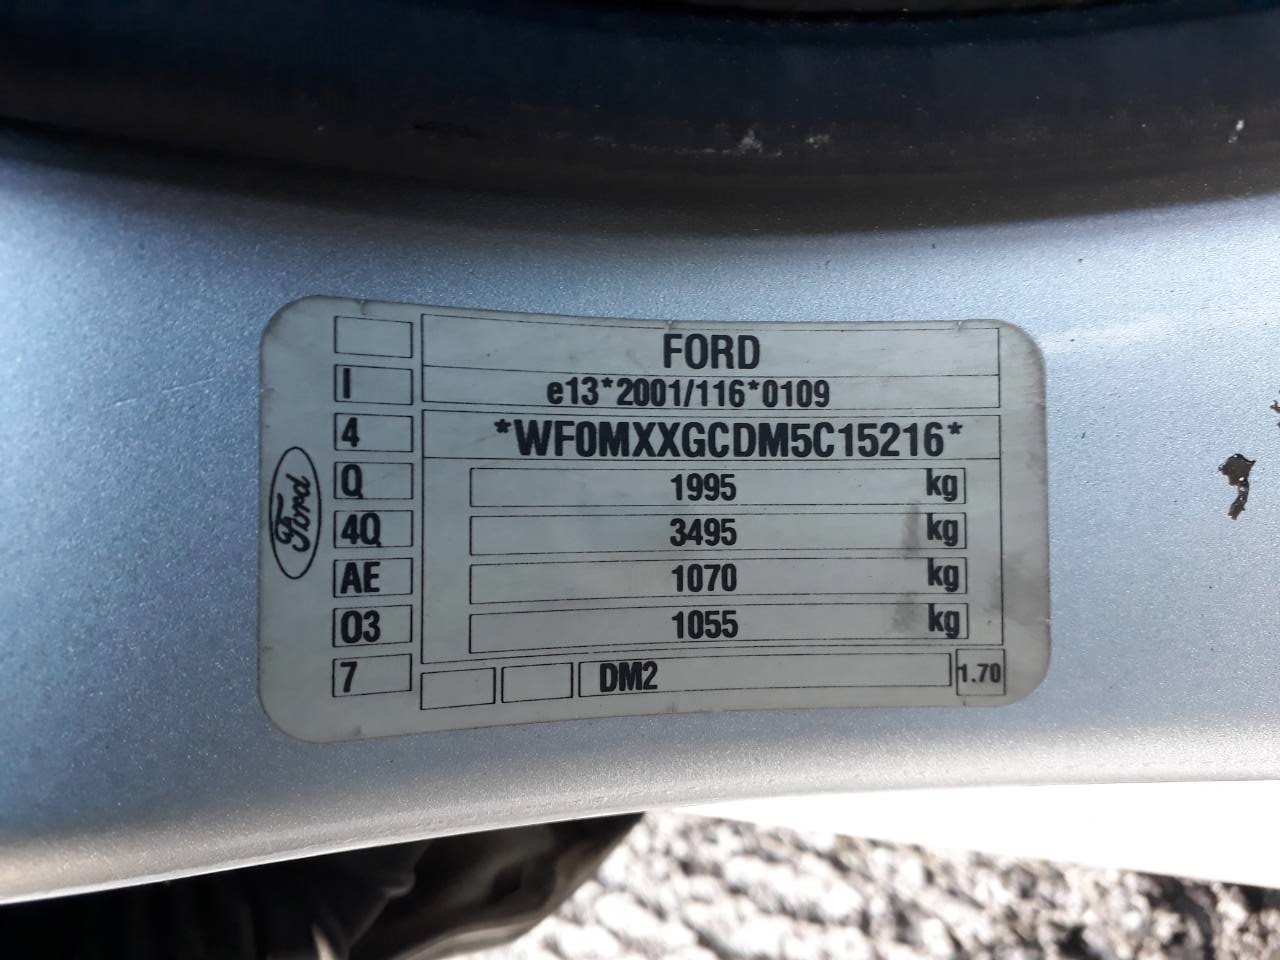 FORD
I e13*2001/116*0109
4 *WF0MXXGCDM5C15216*
Q 1995 kg
4Q 3495 kg
AE 1070 kg
03 1055 kg
7 DM2 1.70
Ford